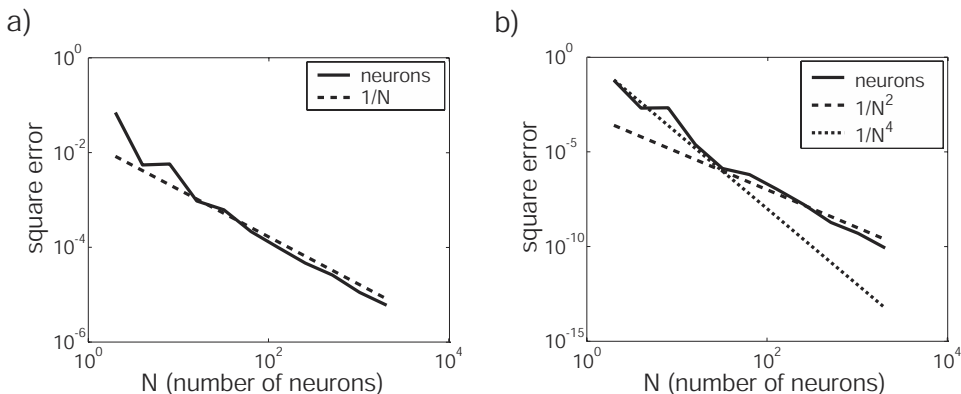 a)
10^0
10^-2
10^-4
10^-6
square error
neurons
1/N
10^0
10^2
10^4
N (number of neurons)
b)
10^0
10^-5
10^-10
10^-15
square error
neurons
1/N^2
1/N^4
10^0
10^2
10^4
N (number of neurons)